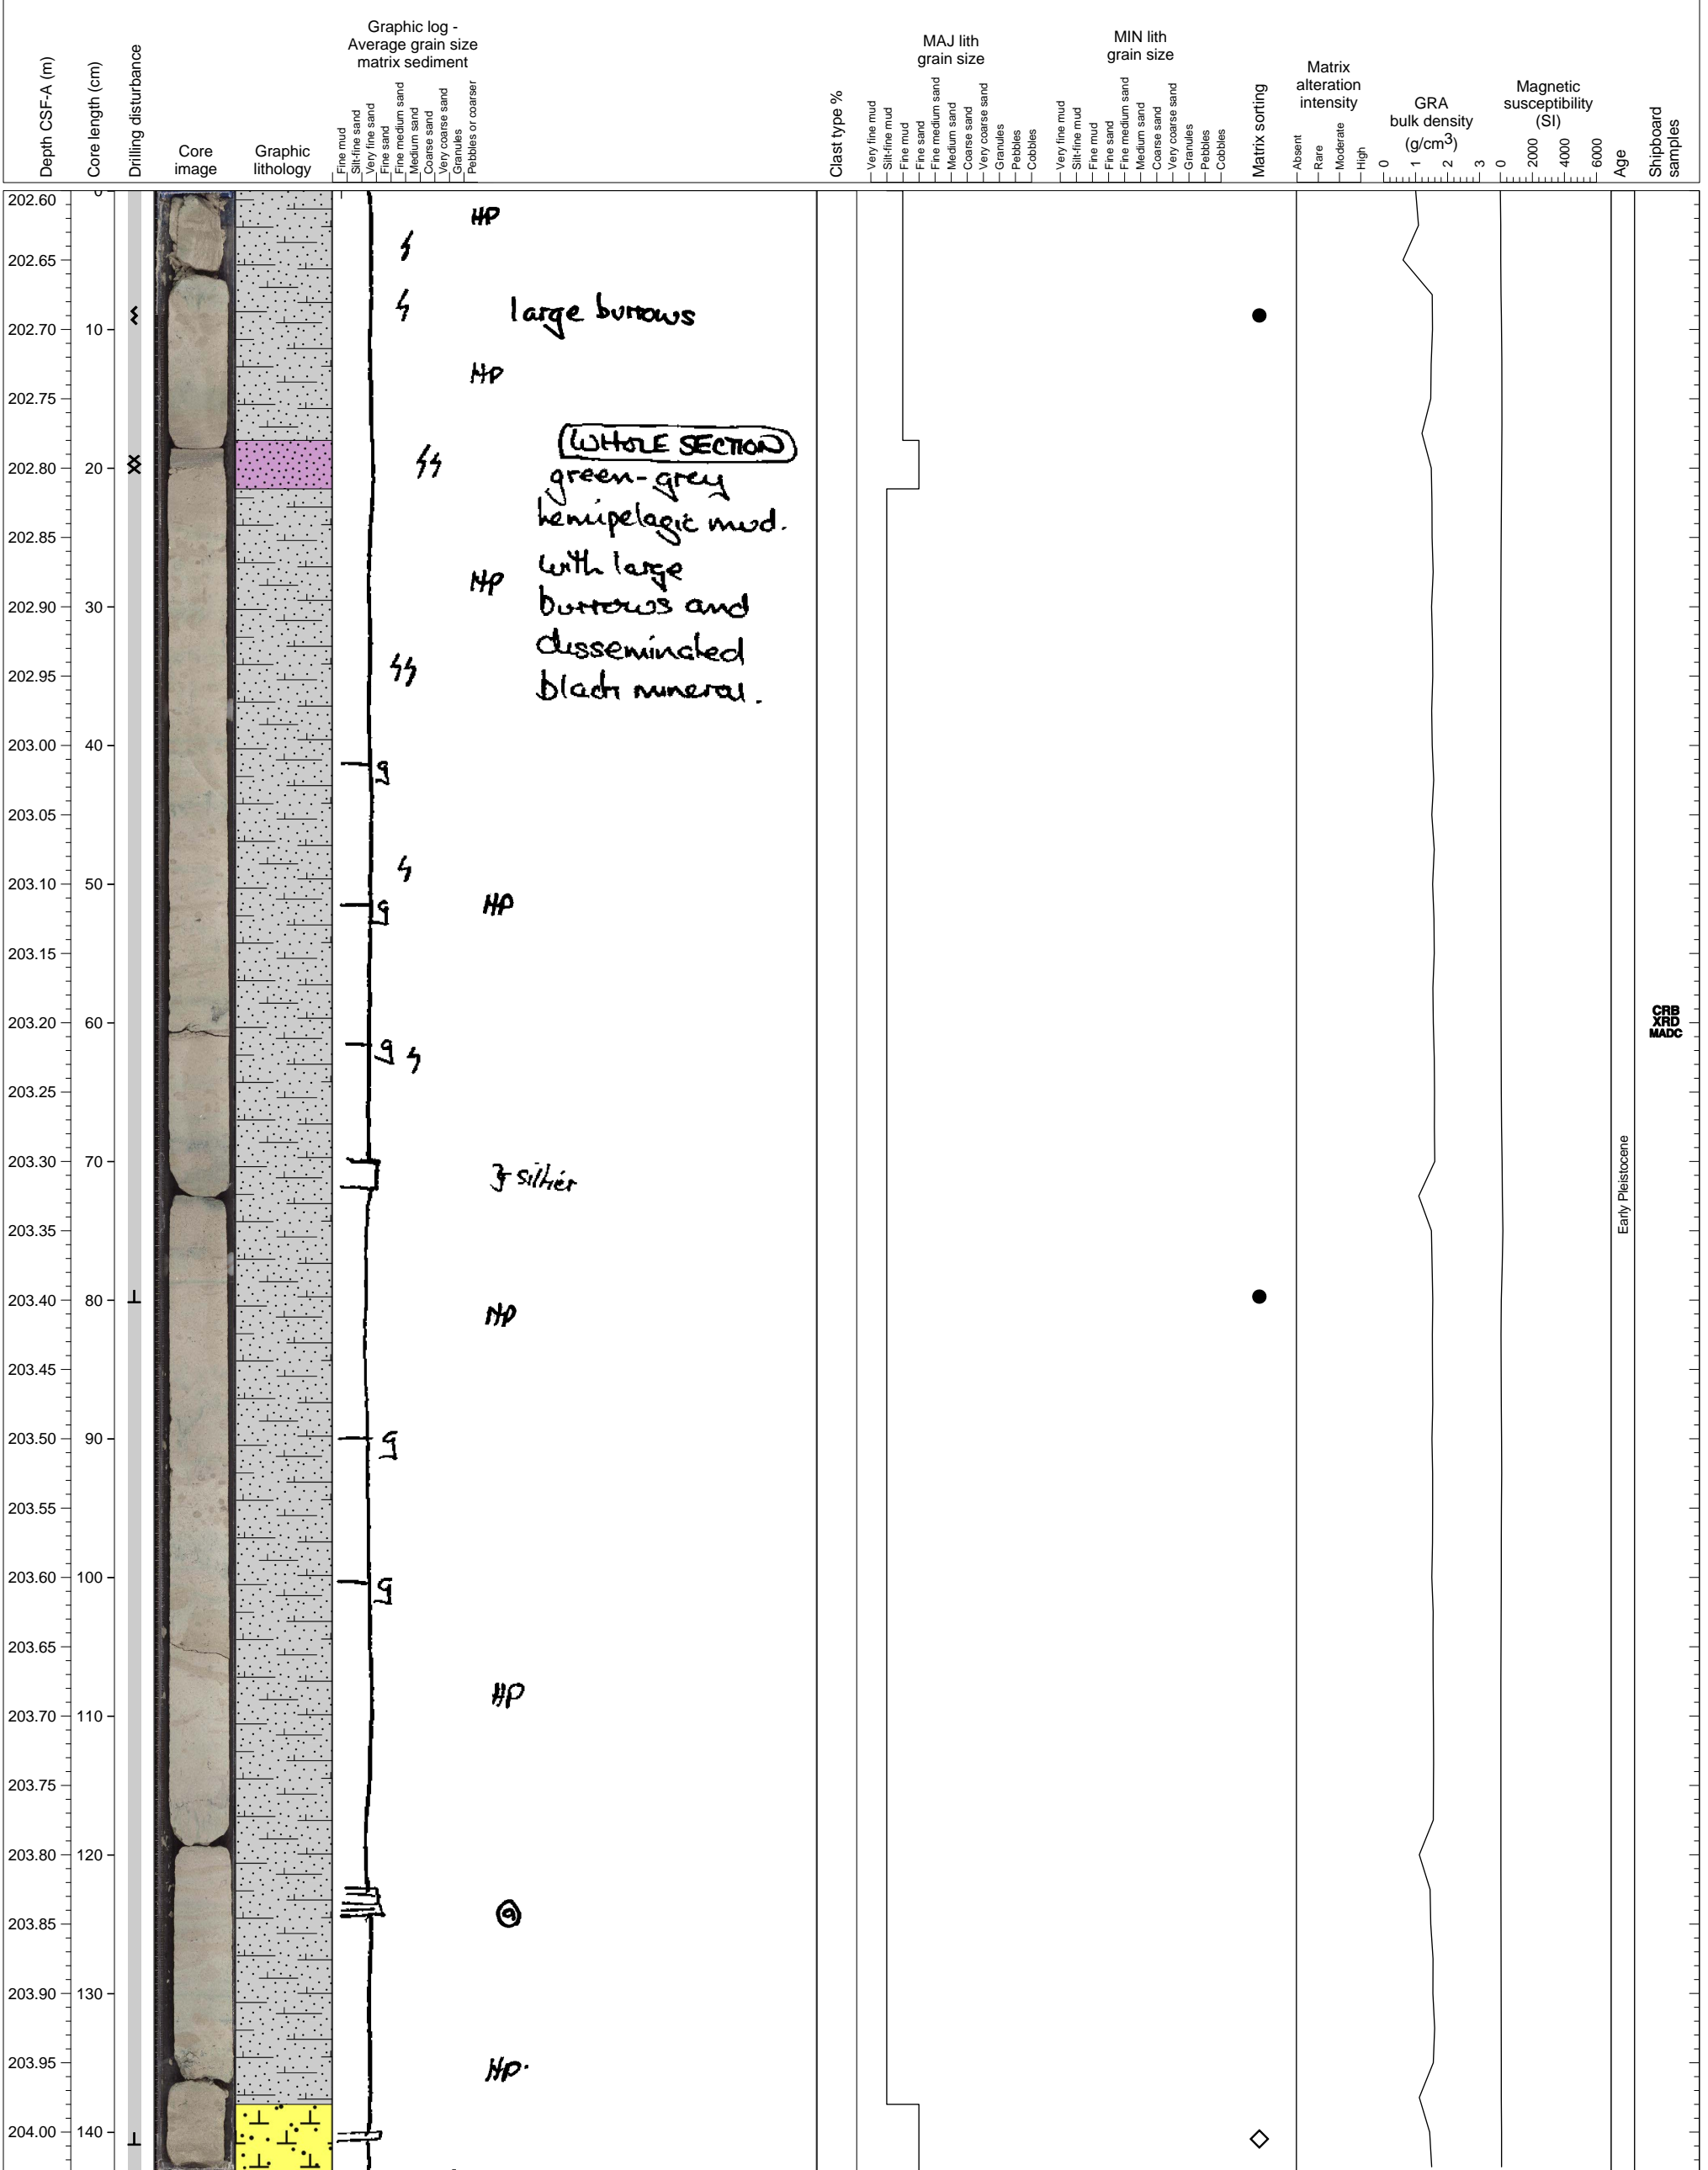 Depth CSF-A (m)
Core length (cm)
Drilling disturbance
Core
image
Graphic
lithology
Graphic log -
Average grain size
matrix sediment
Fine mud
Silt-fine sand
Very fine sand
Fine sand
Fine medium sand
Medium sand
Coarse sand
Very coarse sand
Granules
Pebbles or coarser
Clast type %
MAJ lith
grain size
Very fine mud
Silt-fine mud
Fine mud
Fine sand
Fine medium sand
Medium sand
Coarse sand
Very coarse sand
Granules
Pebbles
Cobbles
MIN lith
grain size
Very fine mud
Silt-fine mud
Fine mud
Fine sand
Fine medium sand
Medium sand
Coarse sand
Very coarse sand
Granules
Pebbles
Cobbles
Matrix sorting
Matrix
alteration
intensity
Absent
Rare
Moderate
High
GRA
bulk density
(g/cm3)
0 1 2 3
Magnetic
susceptibility
(SI)
0 2000 4000 6000
Age
Shipboard
samples
202.60 0
HP
202.65
202.70 10
large burrows
HP
202.75
202.80 20
WHOLE SECTION
green-grey
hemipelagic mud.
with large
burrows and
disseminated
black mineral.
202.85
HP
202.90 30
202.95
203.00 40
g
203.05
203.10 50
g HP
203.15
203.20 60
g
CRB
XRD
MADC
203.25
203.30 70
siltier
Early Pleistocene
203.35
203.40 80
HP
203.45
203.50 90
g
203.55
203.60 100
g
203.65
HP
203.70 110
203.75
203.80 120
203.85
203.90 130
203.95
HP.
204.00 140